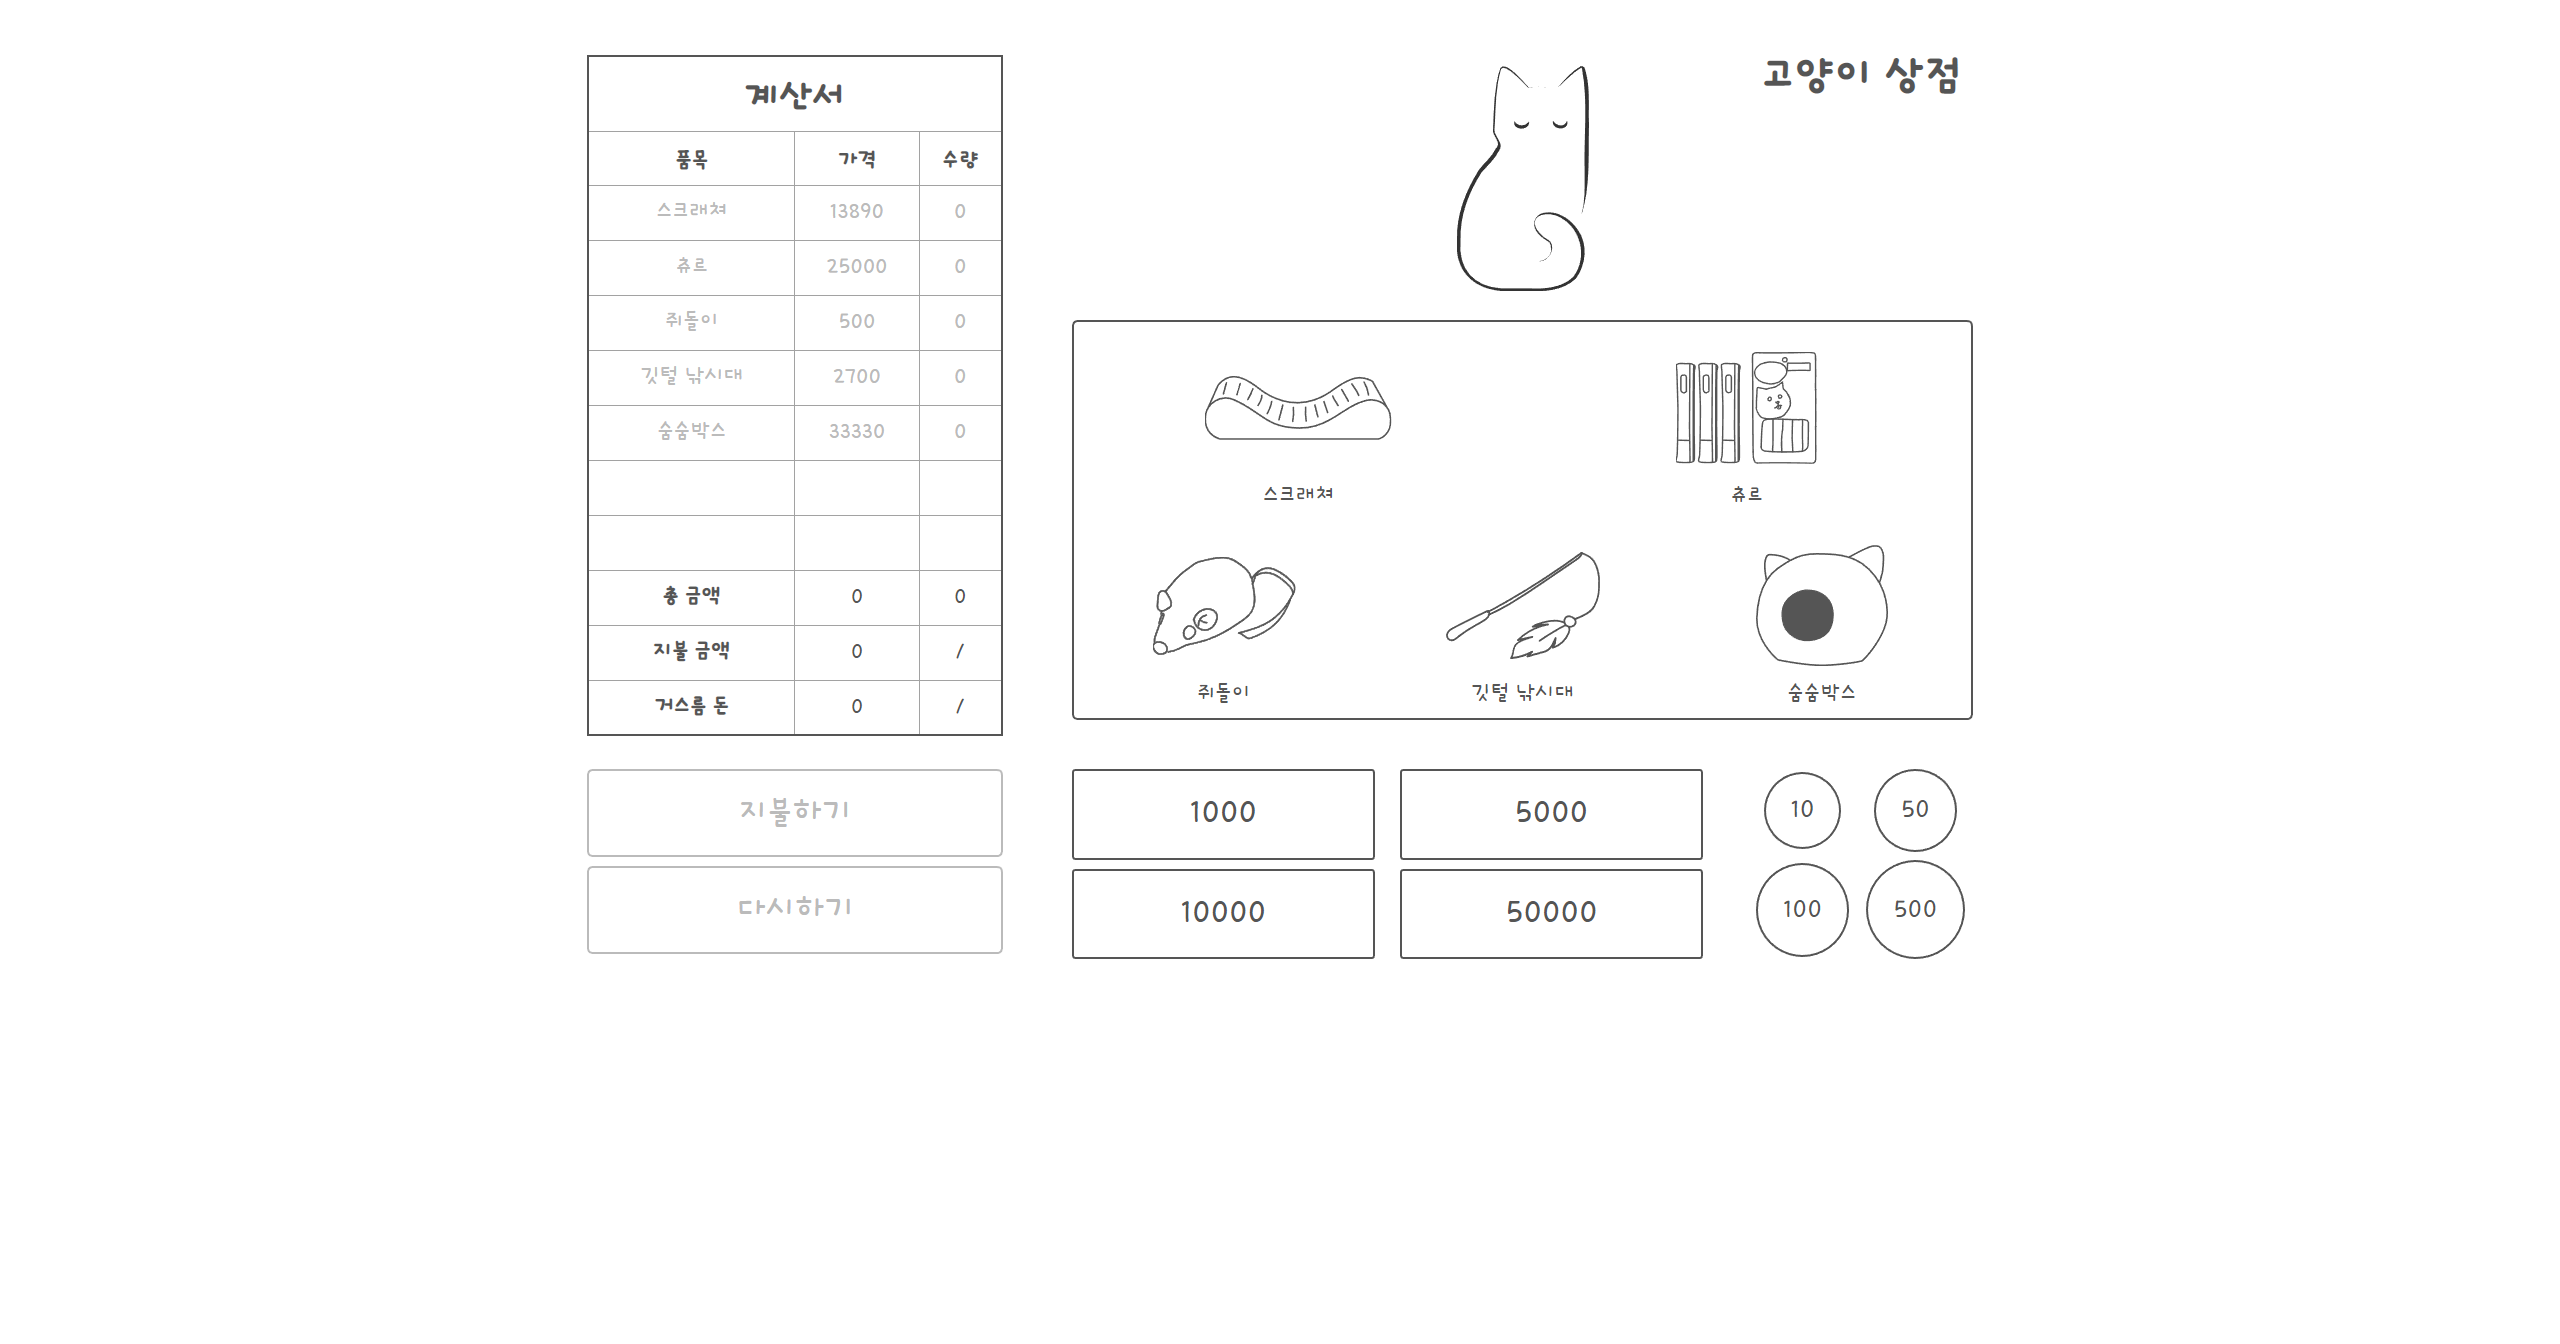 고양이 상점
계산서
품목 가격 수량
스크래쳐 13890 0
츄르 25000 0
쥐돌이 500 0
깃털 낚시대 2700 0
숨숨박스 33330 0
총 금액 0 0
지불 금액 0 /
거스름 돈 0 /
지불하기
다시하기
스크래쳐 츄르
쥐돌이 깃털 낚시대 숨숨박스
1000 5000 10 50
10000 50000 100 500